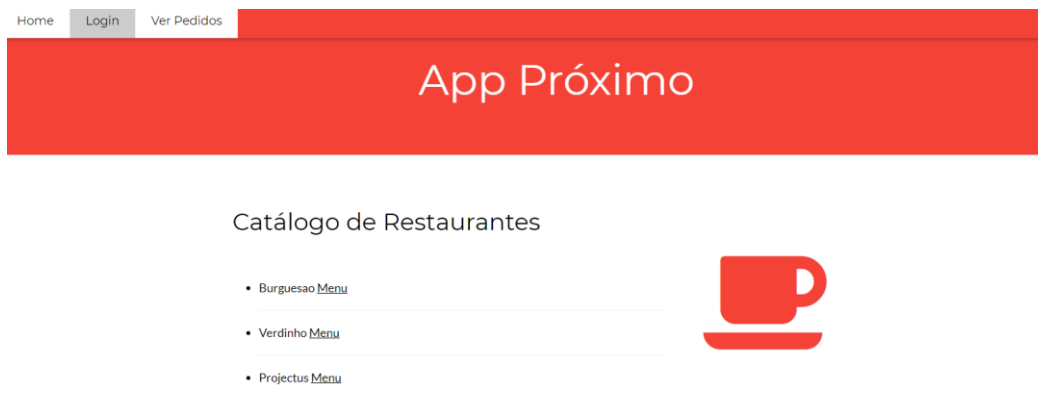 Home Login Ver Pedidos
App Próximo
Catálogo de Restaurantes
• Burguesao Menu
• Verdinho Menu
• Projectus Menu